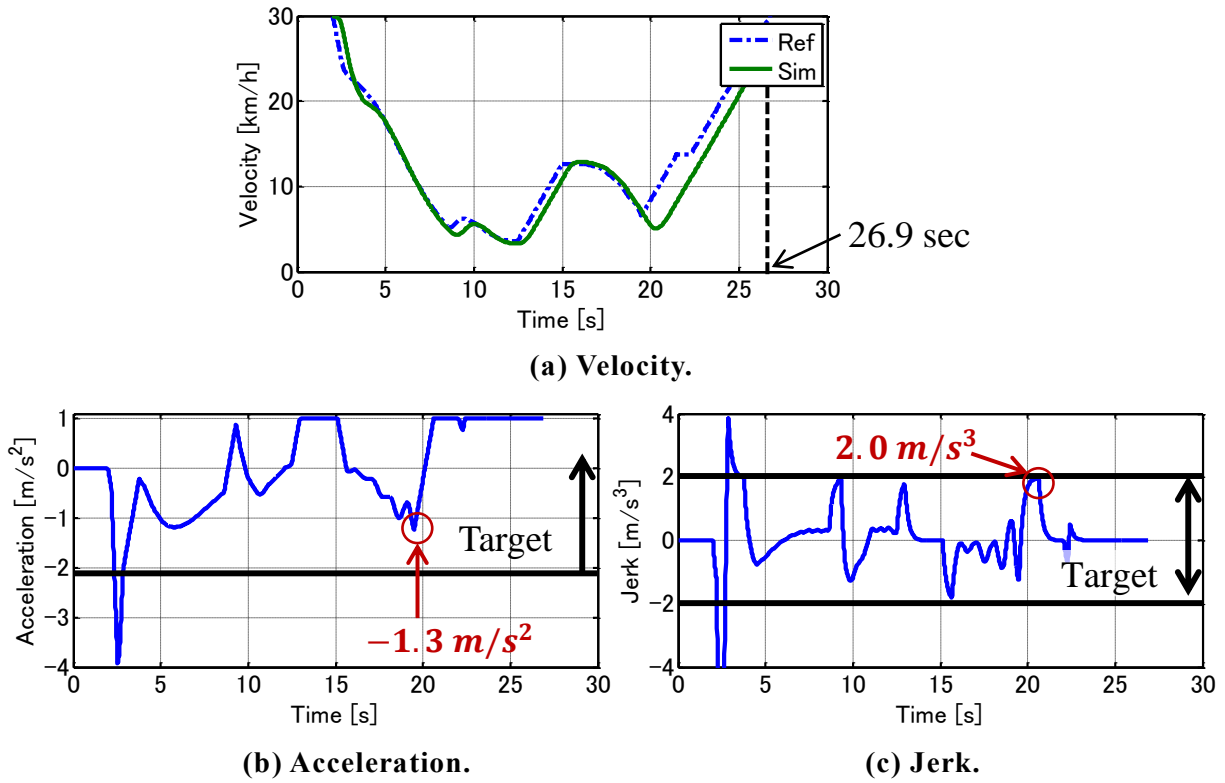 30
20
10
0
Velocity [km/h]
Ref
Sim
26.9 sec
0 5 10 15 20 25 30
Time [s]
(a) Velocity.
1
0
-1
-2
-3
-4
Acceleration [m/s²]
Target
−1.3 m/s²
0 5 10 15 20 25 30
Time [s]
(b) Acceleration.
4
2
0
-2
-4
Jerk [m/s³]
2.0 m/s³
Target
0 5 10 15 20 25 30
Time [s]
(c) Jerk.